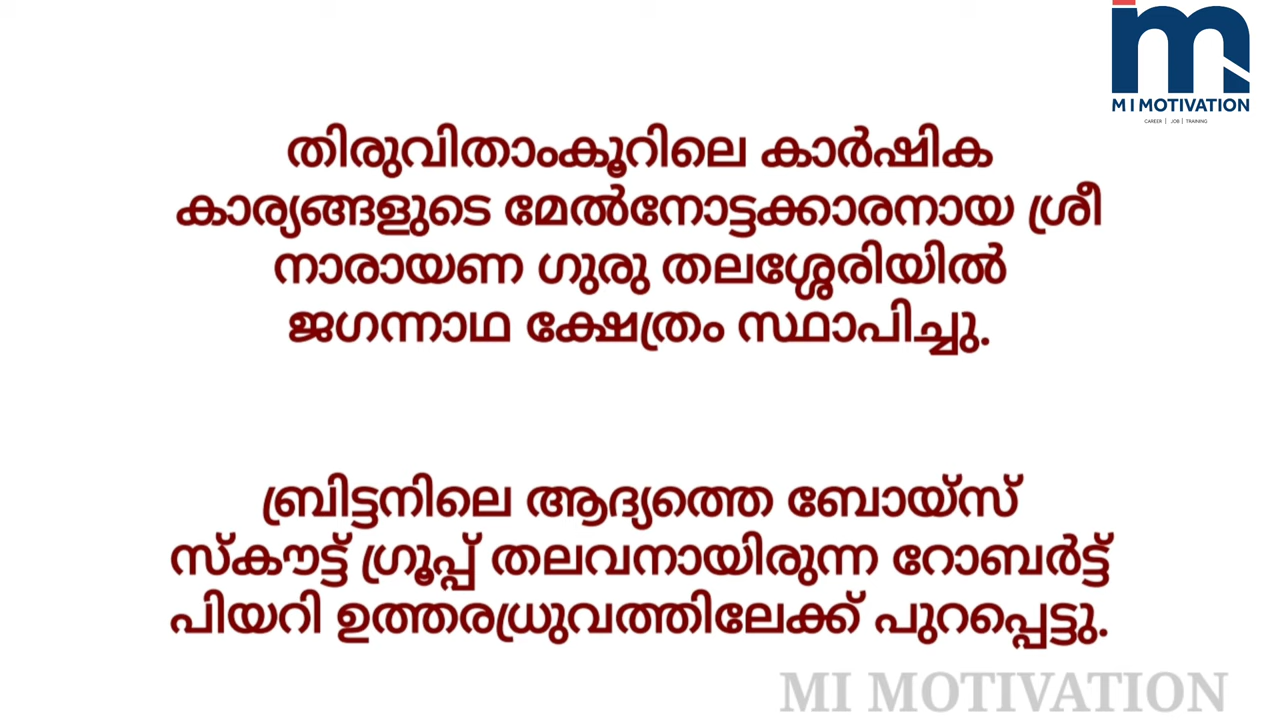 M I MOTIVATION
CAREER | JOB | TRAINING
തിരുവിതാംകൂറിലെ കാർഷിക
കാര്യങ്ങളുടെ മേൽനോട്ടക്കാരനായ ശ്രീ
നാരായണ ഗുരു തലശ്ശേരിയിൽ
ജഗന്നാഥ ക്ഷേത്രം സ്ഥാപിച്ചു.
ബ്രിട്ടനിലെ ആദ്യത്തെ ബോയ്സ്
സ്കൗട്ട് ഗ്രൂപ്പ് തലവനായിരുന്ന റോബർട്ട്
പിയറി ഉത്തരധ്രുവത്തിലേക്ക് പുറപ്പെട്ടു.
MI MOTIVATION